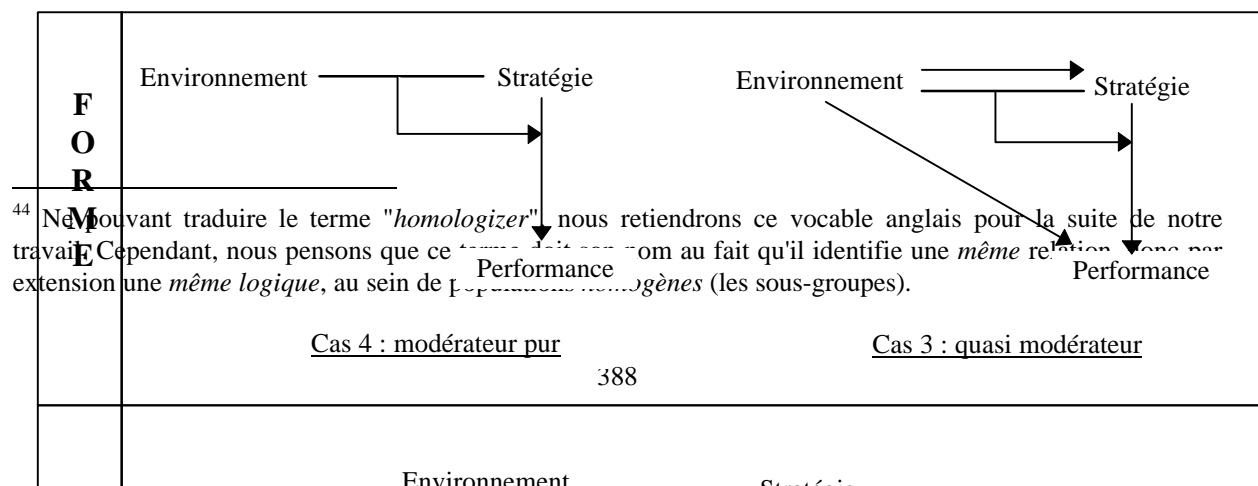 Environnement Stratégie
Environnement Stratégie
F
O
R
M
E
44 Ne pouvant traduire le terme "homologizer", nous retiendrons ce vocable anglais pour la suite de notre
travail. Cependant, nous pensons que ce terme doit son nom au fait qu'il identifie une même relation, donc par
extension une même logique, au sein de populations homogènes (les sous-groupes).
Performance
Performance
Cas 4 : modérateur pur
Cas 3 : quasi modérateur
388
Environnement
Stratégie